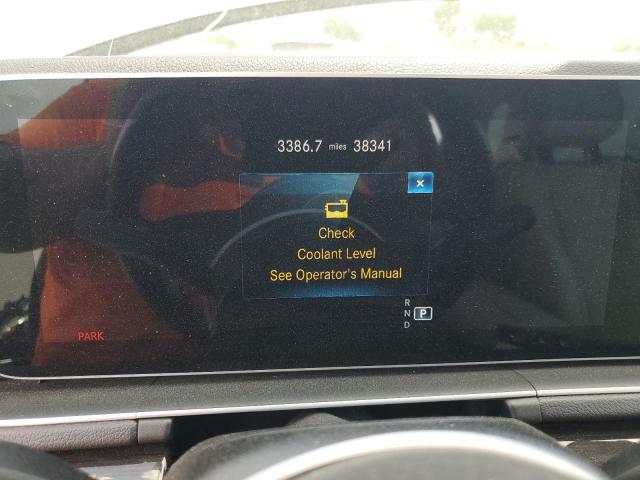 3386.7 miles 38341
Check
Coolant Level
See Operator's Manual
R
N P
D
PARK